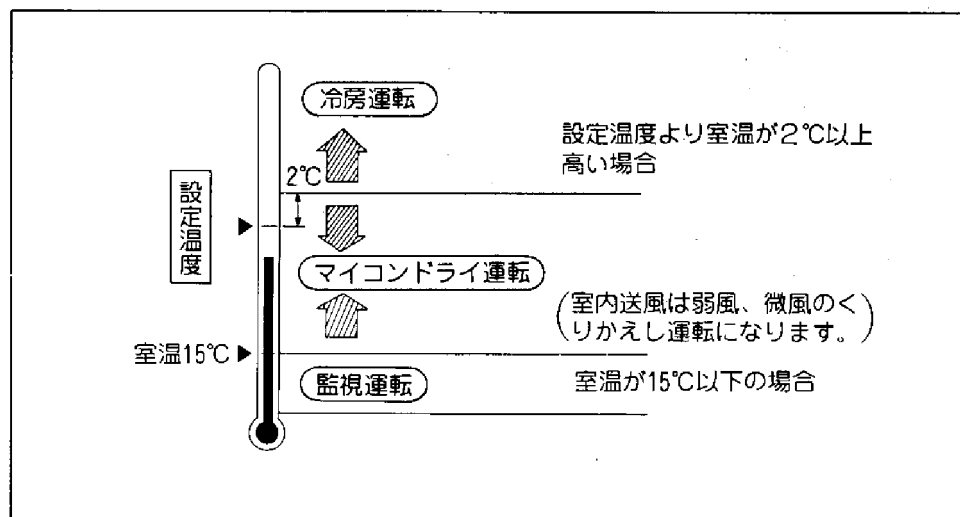 冷房運転
設定温度より室温が2℃以上
高い場合
2℃
設定温度
マイコンドライ運転
(室内送風は弱風、微風のく
りかえし運転になります。)
室温15℃
監視運転
室温が15℃以下の場合